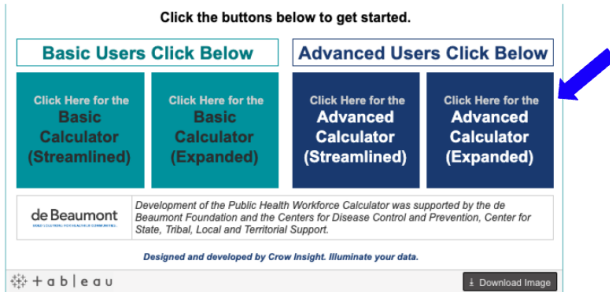 Click the buttons below to get started.
Basic Users Click Below
Advanced Users Click Below
Click Here for the
Basic
Calculator
(Streamlined)
Click Here for the
Basic
Calculator
(Expanded)
Click Here for the
Advanced
Calculator
(Streamlined)
Click Here for the
Advanced
Calculator
(Expanded)
de Beaumont
Development of the Public Health Workforce Calculator was supported by the de
Beaumont Foundation and the Centers for Disease Control and Prevention, Center for
State, Tribal, Local and Territorial Support.
Designed and developed by Crow Insight. Illuminate your data.
+ a b | e a u
Download Image